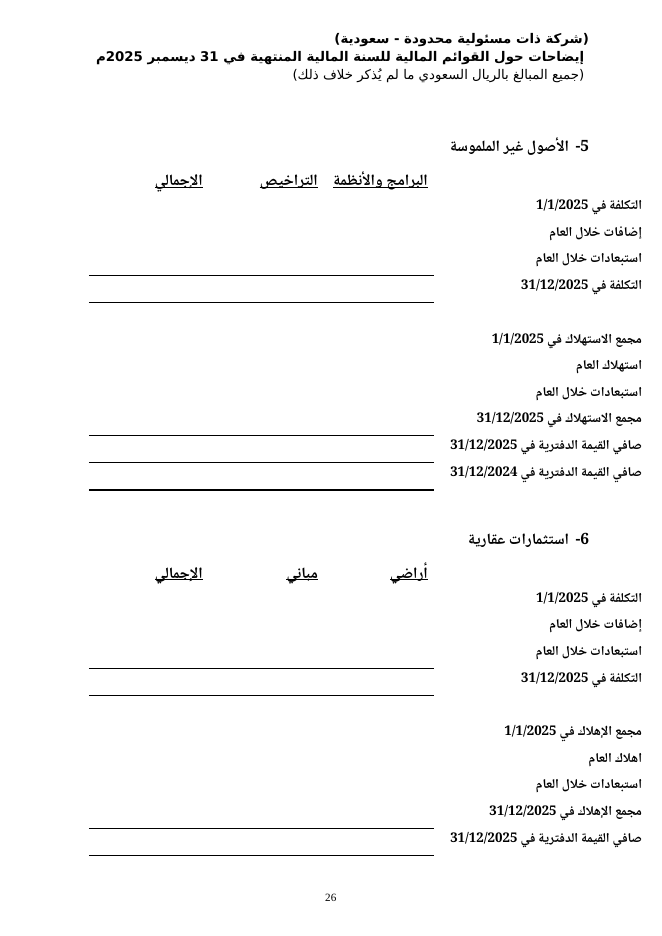 (شركة ذات مسئولية محدودة - سعودية)
إيضاحات حول القوائم المالية للسنة المالية المنتهية في 31 ديسمبر 2025م
(جميع المبالغ بالريال السعودي ما لم يُذكر خلاف ذلك)
5- الأصول غير الملموسة
البرامج والأنظمة التراخيص الإجمالي
التكلفة في 1/1/2025
إضافات خلال العام
استبعادات خلال العام
التكلفة في 31/12/2025
مجمع الاستهلاك في 1/1/2025
استهلاك العام
استبعادات خلال العام
مجمع الاستهلاك في 31/12/2025
صافي القيمة الدفترية في 31/12/2025
صافي القيمة الدفترية في 31/12/2024
6- استثمارات عقارية
أراضي مباني الإجمالي
التكلفة في 1/1/2025
إضافات خلال العام
استبعادات خلال العام
التكلفة في 31/12/2025
مجمع الإهلاك في 1/1/2025
اهلاك العام
استبعادات خلال العام
مجمع الإهلاك في 31/12/2025
صافي القيمة الدفترية في 31/12/2025
26